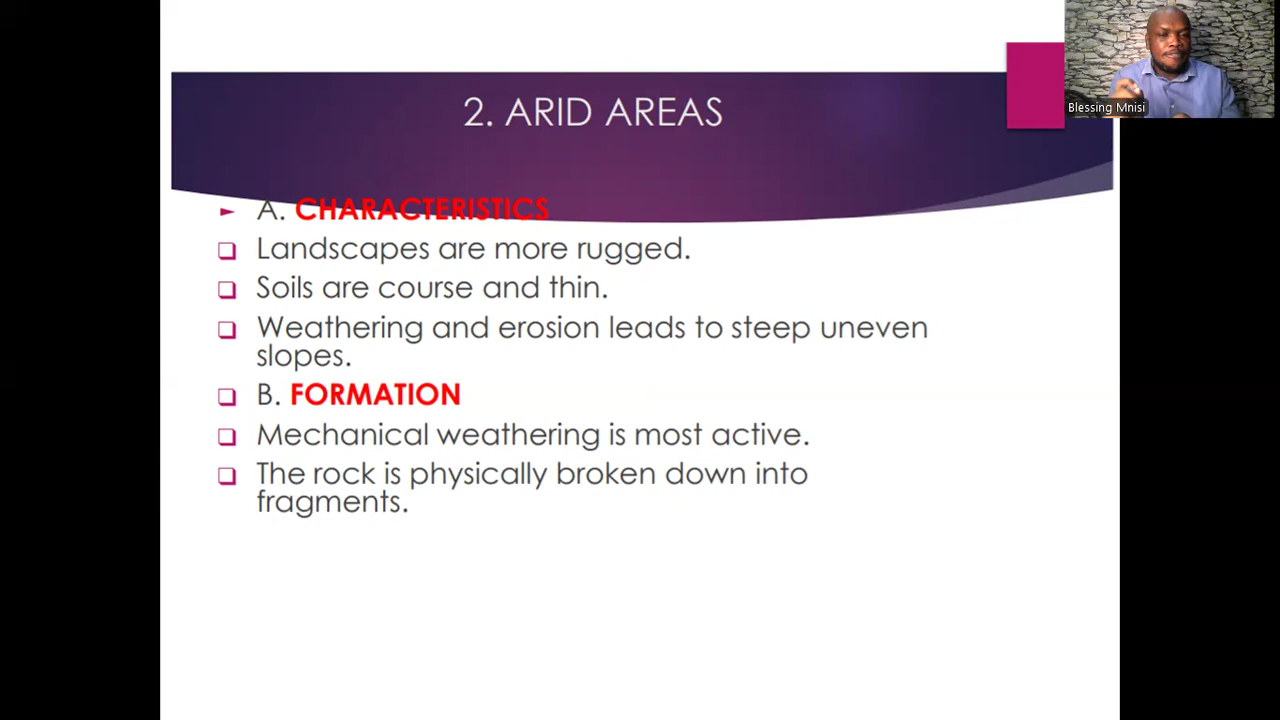 2. ARID AREAS
Blessing Mnisi
A. CHARACTERISTICS
Landscapes are more rugged.
Soils are course and thin.
Weathering and erosion leads to steep uneven
slopes.
B. FORMATION
Mechanical weathering is most active.
The rock is physically broken down into
fragments.